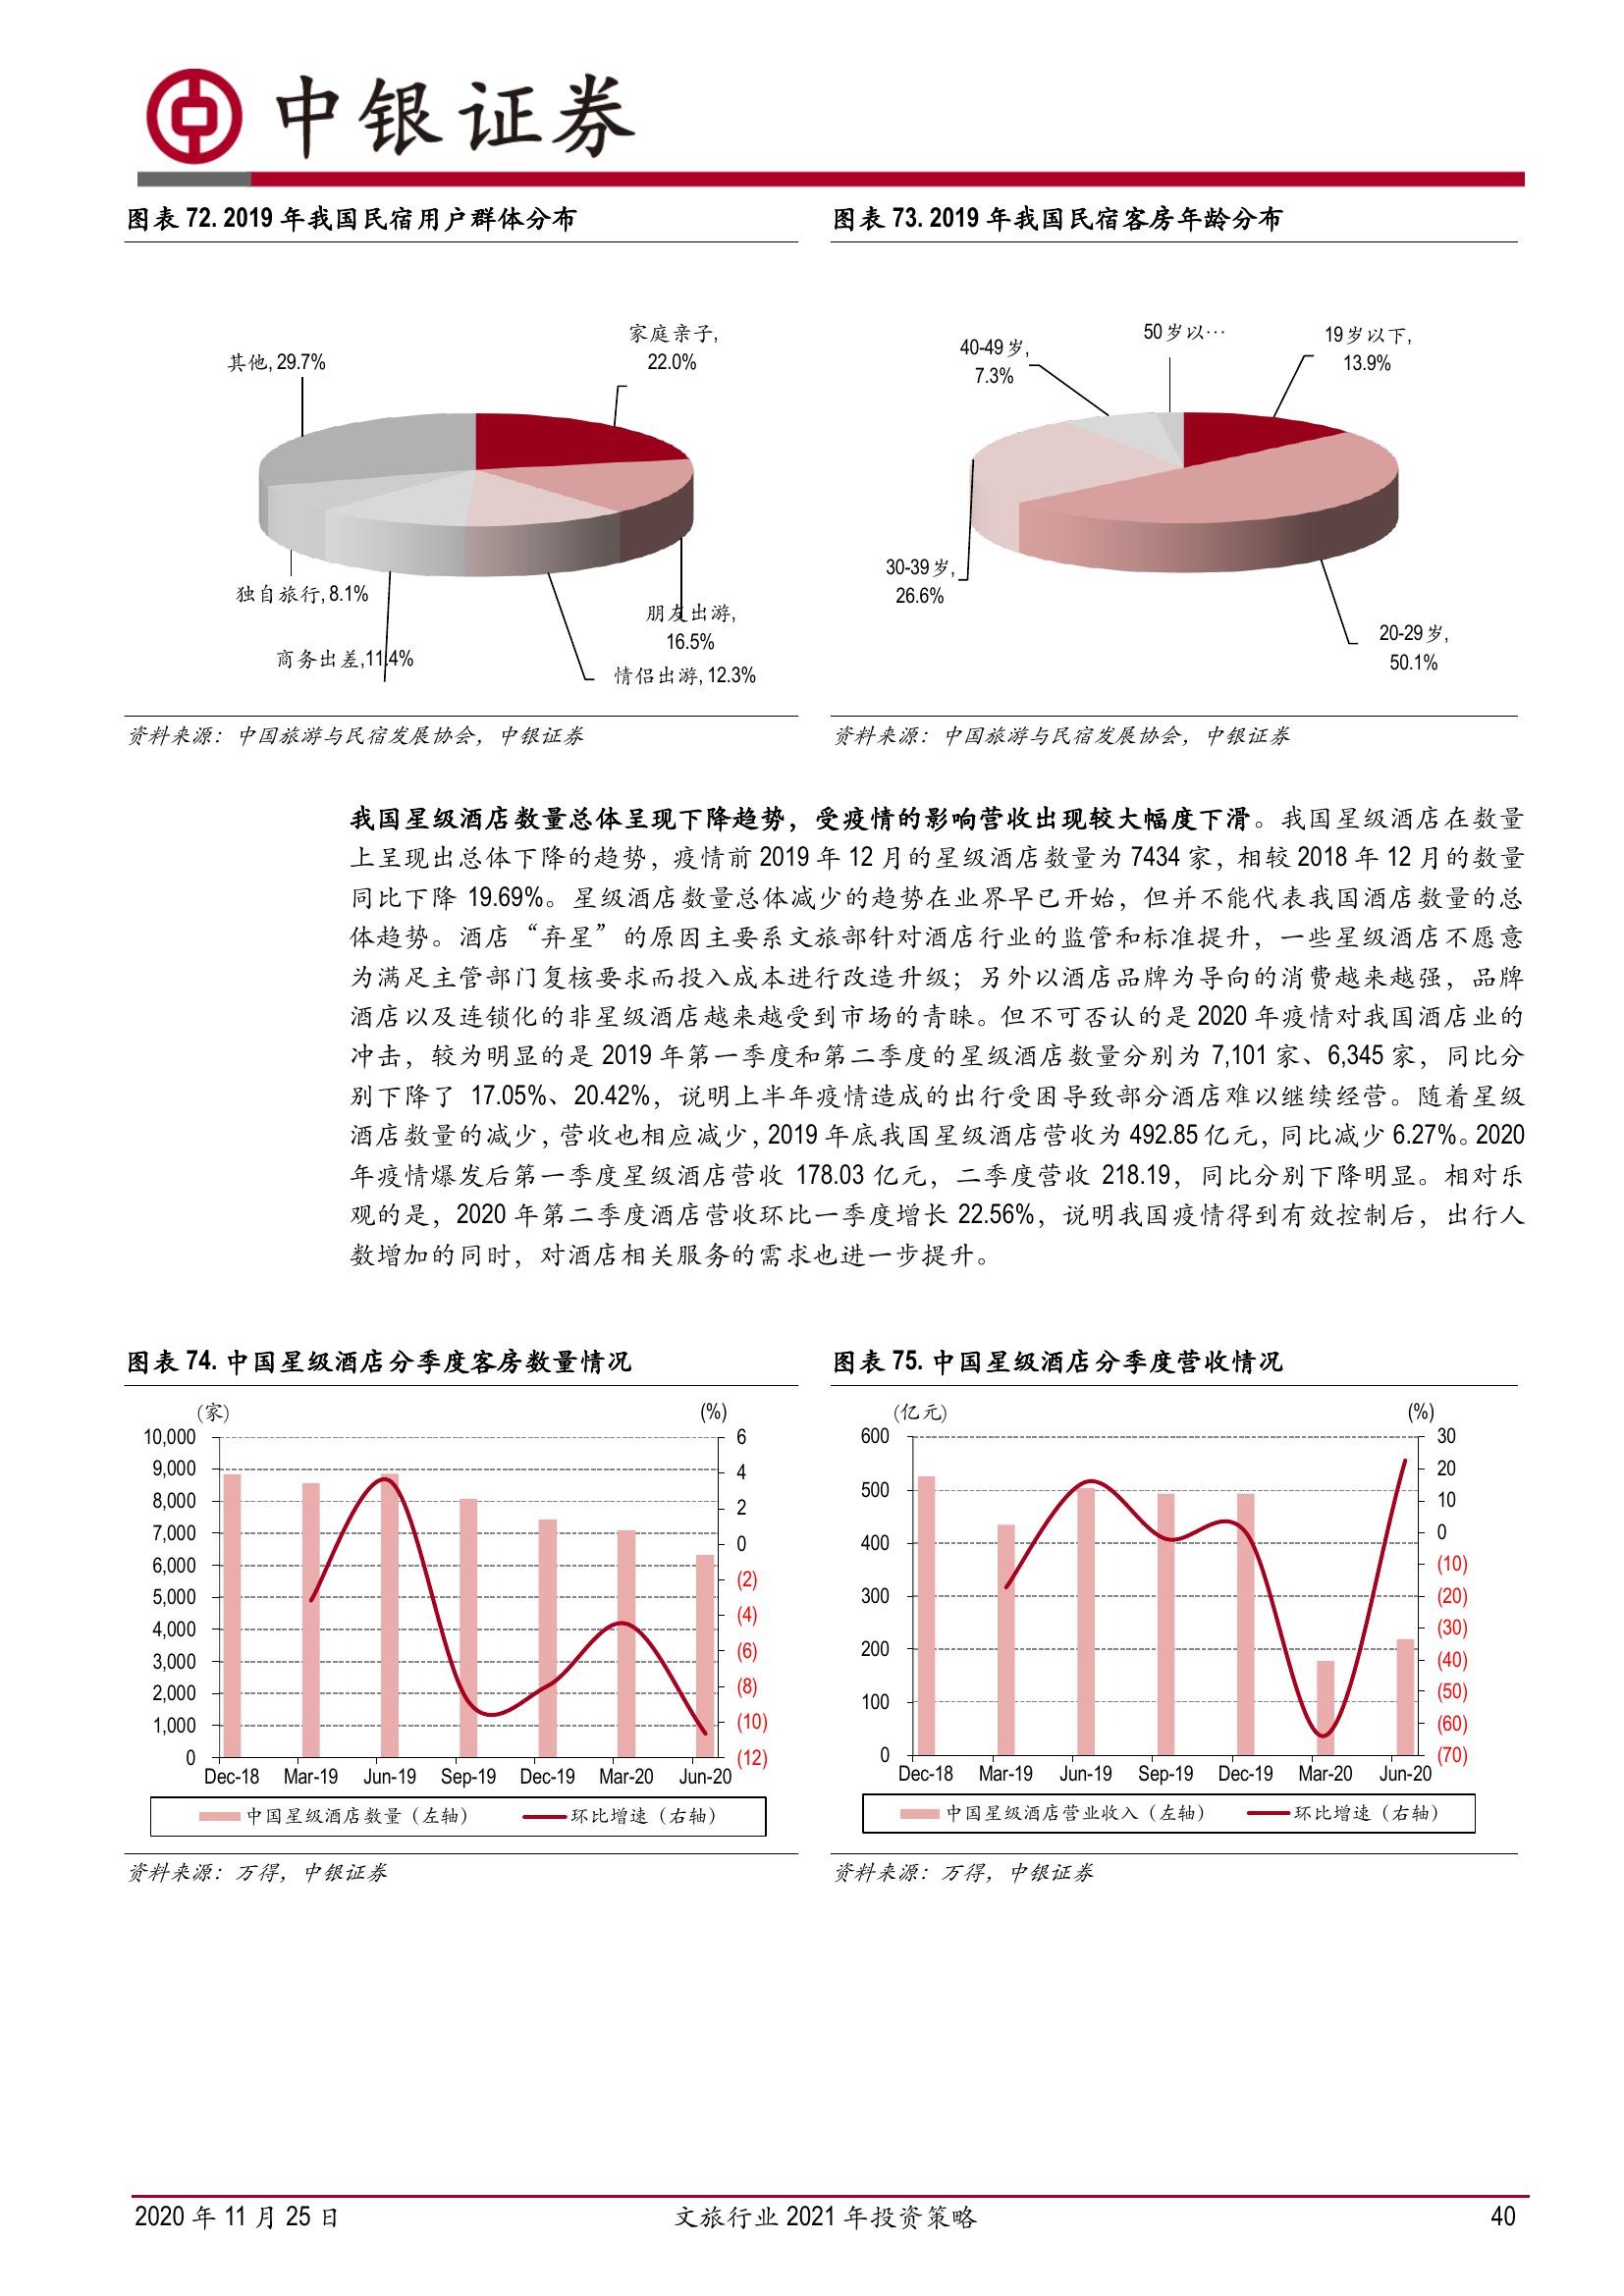 中银证券
图表 72. 2019 年我国民宿用户群体分布
家庭亲子,
22.0%
其他, 29.7%
独自旅行, 8.1%
朋友出游,
16.5%
商务出差,11.4%
情侣出游, 12.3%
资料来源：中国旅游与民宿发展协会，中银证券
图表 73. 2019 年我国民宿客房年龄分布
50岁以…
19岁以下,
13.9%
40-49岁,
7.3%
30-39岁,
26.6%
20-29岁,
50.1%
资料来源：中国旅游与民宿发展协会，中银证券
我国星级酒店数量总体呈现下降趋势，受疫情的影响营收出现较大幅度下滑。我国星级酒店在数量
上呈现出总体下降的趋势，疫情前 2019 年 12 月的星级酒店数量为 7434 家，相较 2018 年 12 月的数量
同比下降 19.69%。星级酒店数量总体减少的趋势在业界早已开始，但并不能代表我国酒店数量的总
体趋势。酒店“弃星”的原因主要系文旅部针对酒店行业的监管和标准提升，一些星级酒店不愿意
为满足主管部门复核要求而投入成本进行改造升级；另外以酒店品牌为导向的消费越来越强，品牌
酒店以及连锁化的非星级酒店越来越受到市场的青睐。但不可否认的是 2020 年疫情对我国酒店业的
冲击，较为明显的是 2019 年第一季度和第二季度的星级酒店数量分别为 7,101 家、6,345 家，同比分
别下降了 17.05%、20.42%，说明上半年疫情造成的出行受困导致部分酒店难以继续经营。随着星级
酒店数量的减少，营收也相应减少，2019 年底我国星级酒店营收为 492.85 亿元，同比减少 6.27%。2020
年疫情爆发后第一季度星级酒店营收 178.03 亿元，二季度营收 218.19，同比分别下降明显。相对乐
观的是，2020 年第二季度酒店营收环比一季度增长 22.56%，说明我国疫情得到有效控制后，出行人
数增加的同时，对酒店相关服务的需求也进一步提升。
图表 74. 中国星级酒店分季度客房数量情况
(家) (%)
10,000 6
9,000 4
8,000 2
7,000 0
6,000 (2)
5,000 (4)
4,000 (6)
3,000 (8)
2,000 (10)
1,000 (12)
0
Dec-18 Mar-19 Jun-19 Sep-19 Dec-19 Mar-20 Jun-20
中国星级酒店数量（左轴） 环比增速（右轴）
资料来源：万得，中银证券
图表 75. 中国星级酒店分季度营收情况
(亿元) (%)
600 30
500 20
400 10
300 0
200 (10)
100 (20)
0 (30)
(40)
(50)
(60)
(70)
Dec-18 Mar-19 Jun-19 Sep-19 Dec-19 Mar-20 Jun-20
中国星级酒店营业收入（左轴） 环比增速（右轴）
资料来源：万得，中银证券
2020 年 11 月 25 日 文旅行业 2021 年投资策略 40